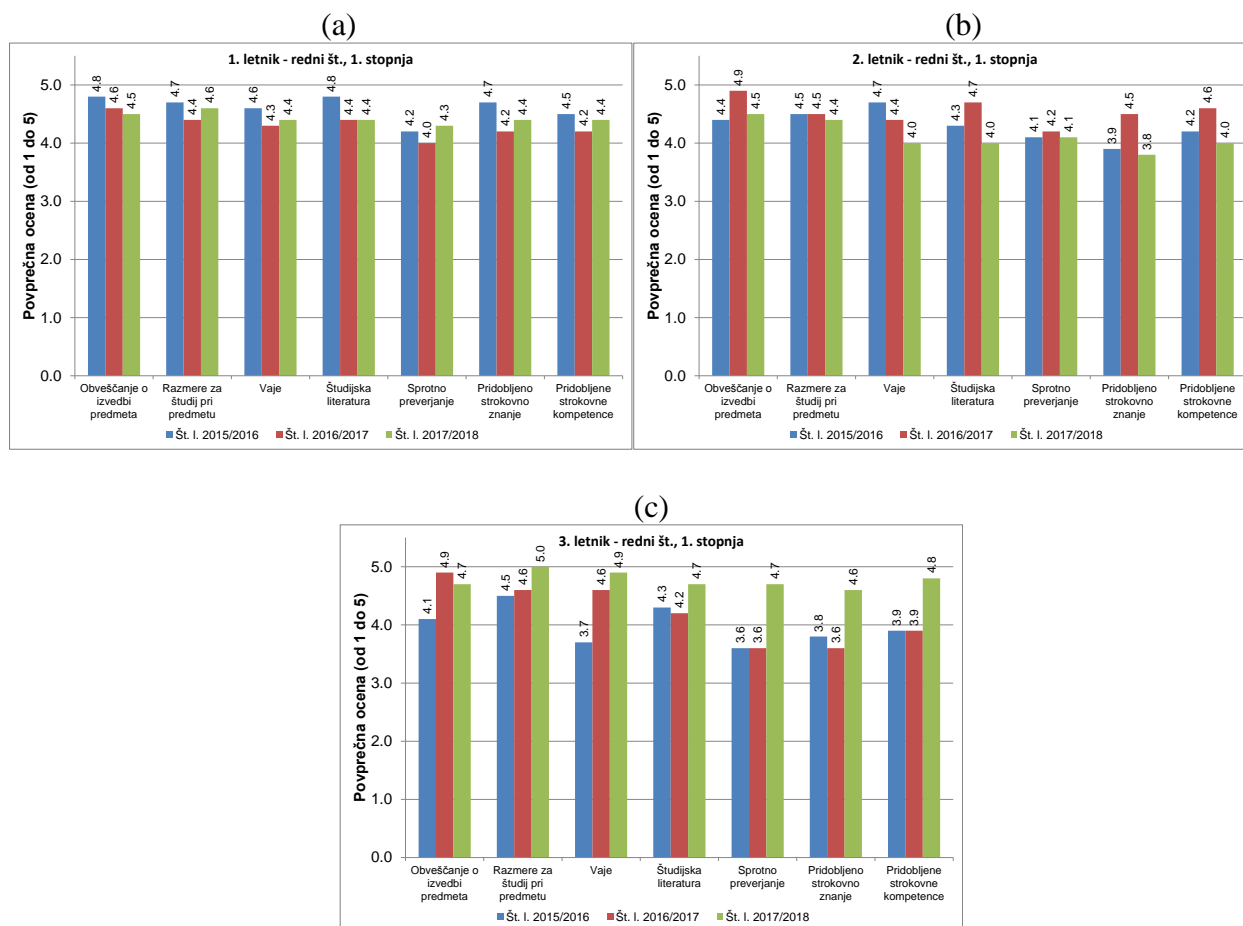 (a)
1. letnik - redni št., 1. stopnja
Povprečna ocena (od 1 do 5)
5.0
4.0
3.0
2.0
1.0
0.0
4.8 4.6 4.5 4.7 4.4 4.6 4.6 4.3 4.4 4.8 4.4 4.4 4.2 4.0 4.3 4.7 4.2 4.4 4.5 4.2 4.4
Obveščanje o izvedbi predmeta
Razmere za študij pri predmetu
Vaje
Študijska literatura
Sprotno preverjanje
Pridobljeno strokovno znanje
Pridobljene strokovne kompetence
Št. l. 2015/2016 Št. l. 2016/2017 Št. l. 2017/2018
(b)
2. letnik - redni št., 1. stopnja
Povprečna ocena (od 1 do 5)
5.0
4.0
3.0
2.0
1.0
0.0
4.4 4.9 4.5 4.5 4.5 4.4 4.7 4.4 4.0 4.3 4.7 4.0 4.1 4.2 4.1 3.9 4.5 3.8 4.2 4.6 4.0
Obveščanje o izvedbi predmeta
Razmere za študij pri predmetu
Vaje
Študijska literatura
Sprotno preverjanje
Pridobljeno strokovno znanje
Pridobljene strokovne kompetence
Št. l. 2015/2016 Št. l. 2016/2017 Št. l. 2017/2018
(c)
3. letnik - redni št., 1. stopnja
Povprečna ocena (od 1 do 5)
5.0
4.0
3.0
2.0
1.0
0.0
4.1 4.9 4.7 4.5 4.6 5.0 3.7 4.6 4.9 4.3 4.2 4.7 3.6 3.6 4.7 3.8 3.6 4.6 3.9 3.9 4.8
Obveščanje o izvedbi predmeta
Razmere za študij pri predmetu
Vaje
Študijska literatura
Sprotno preverjanje
Pridobljeno strokovno znanje
Pridobljene strokovne kompetence
Št. l. 2015/2016 Št. l. 2016/2017 Št. l. 2017/2018